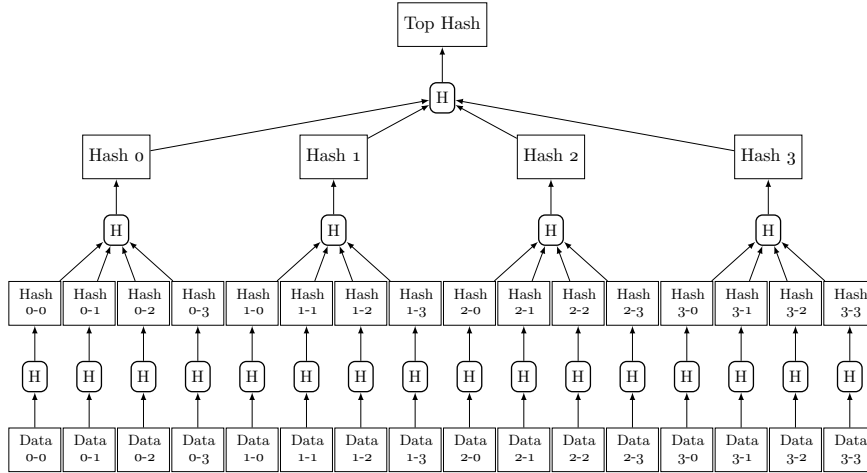 Top Hash
H
Hash 0 Hash 1 Hash 2 Hash 3
H H H H
Hash Hash Hash Hash Hash Hash Hash Hash Hash Hash Hash Hash Hash Hash Hash Hash
0-0 0-1 0-2 0-3 1-0 1-1 1-2 1-3 2-0 2-1 2-2 2-3 3-0 3-1 3-2 3-3
H H H H H H H H H H H H H H H H
Data Data Data Data Data Data Data Data Data Data Data Data Data Data Data Data
0-0 0-1 0-2 0-3 1-0 1-1 1-2 1-3 2-0 2-1 2-2 2-3 3-0 3-1 3-2 3-3